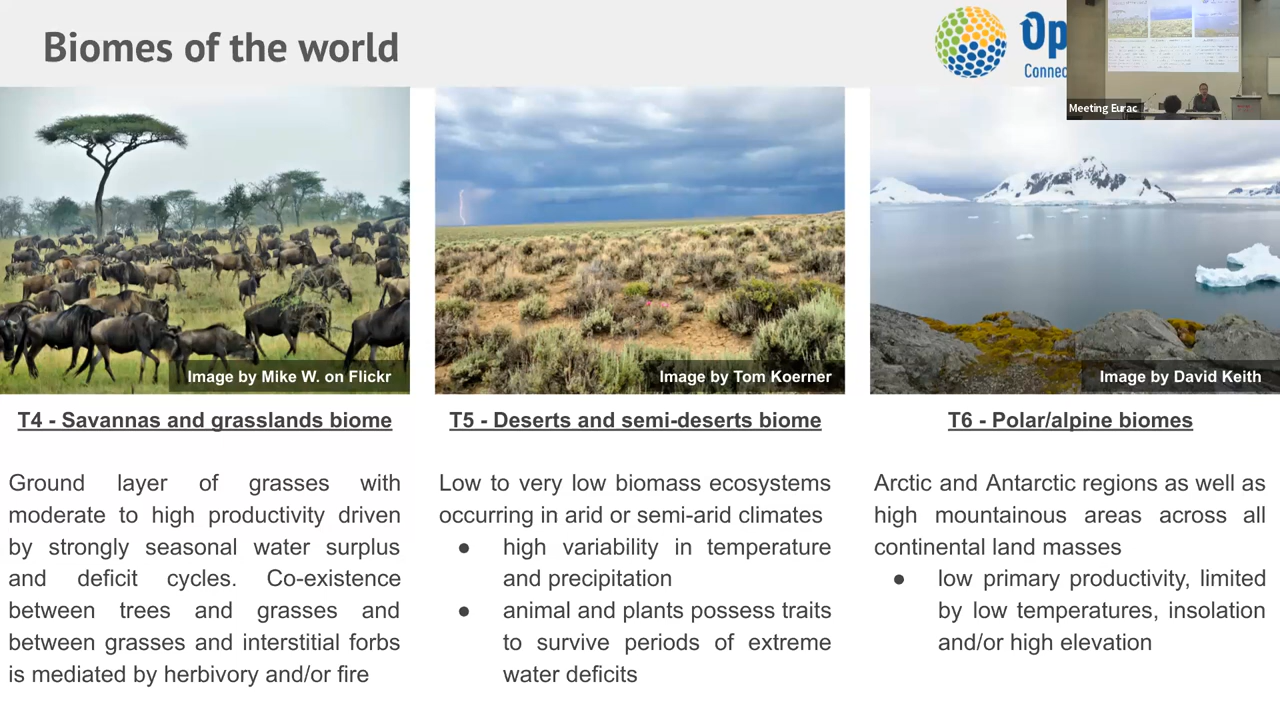 Biomes of the world
Op
Connec
Meeting Eurac
Image by Mike W. on Flickr
Image by Tom Koerner
Image by David Keith
T4 - Savannas and grasslands biome
Ground layer of grasses with
moderate to high productivity driven
by strongly seasonal water surplus
and deficit cycles. Co-existence
between trees and grasses and
between grasses and interstitial forbs
is mediated by herbivory and/or fire
T5 - Deserts and semi-deserts biome
Low to very low biomass ecosystems
occurring in arid or semi-arid climates
● high variability in temperature
and precipitation
● animal and plants possess traits
to survive periods of extreme
water deficits
T6 - Polar/alpine biomes
Arctic and Antarctic regions as well as
high mountainous areas across all
continental land masses
● low primary productivity, limited
by low temperatures, insolation
and/or high elevation